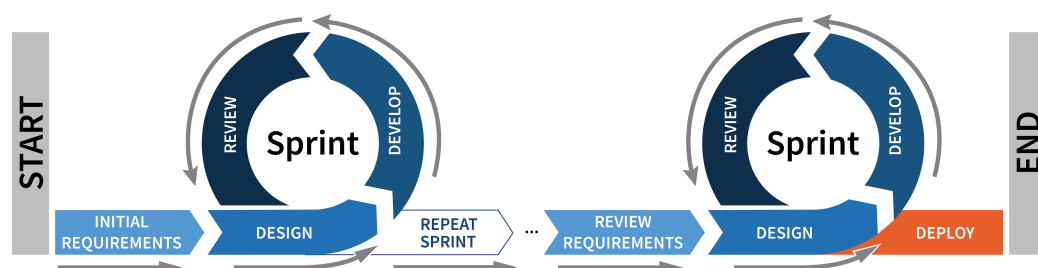 START
INITIAL
REQUIREMENTS
DESIGN
DEVELOP
REVIEW
Sprint
REPEAT
SPRINT
...
REVIEW
REQUIREMENTS
DESIGN
DEVELOP
REVIEW
Sprint
DEPLOY
END